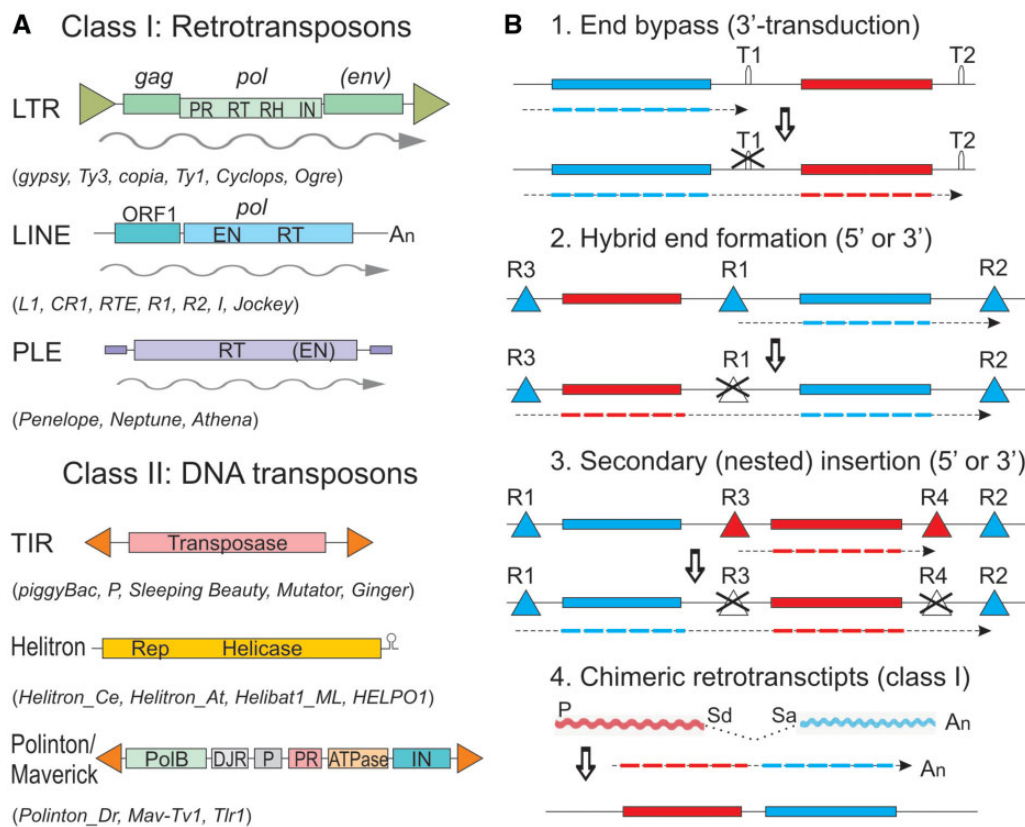 A Class I: Retrotransposons
gag pol (env)
LTR
PR RT RH IN
(gypsy, Ty3, copia, Ty1, Cyclops, Ogre)
ORF1 pol
LINE EN RT An
(L1, CR1, RTE, R1, R2, I, Jockey)
PLE RT (EN)
(Penelope, Neptune, Athena)
Class II: DNA transposons
TIR Transposase
(piggyBac, P, Sleeping Beauty, Mutator, Ginger)
Helitron Rep Helicase
(Helitron_Ce, Helitron_At, Helibat1_ML, HELPO1)
Polinton/
Maverick
PolB DJR P PR ATPase IN
(Polinton_Dr, Mav-Tv1, Tlr1)
B 1. End bypass (3'-transduction)
T1 T2
T1 T2
2. Hybrid end formation (5' or 3')
R3 R1 R2
R3 R1 R2
3. Secondary (nested) insertion (5' or 3')
R1 R3 R4 R2
R1 R3 R4 R2
4. Chimeric retrotransctipts (class I)
P Sd Sa An
An